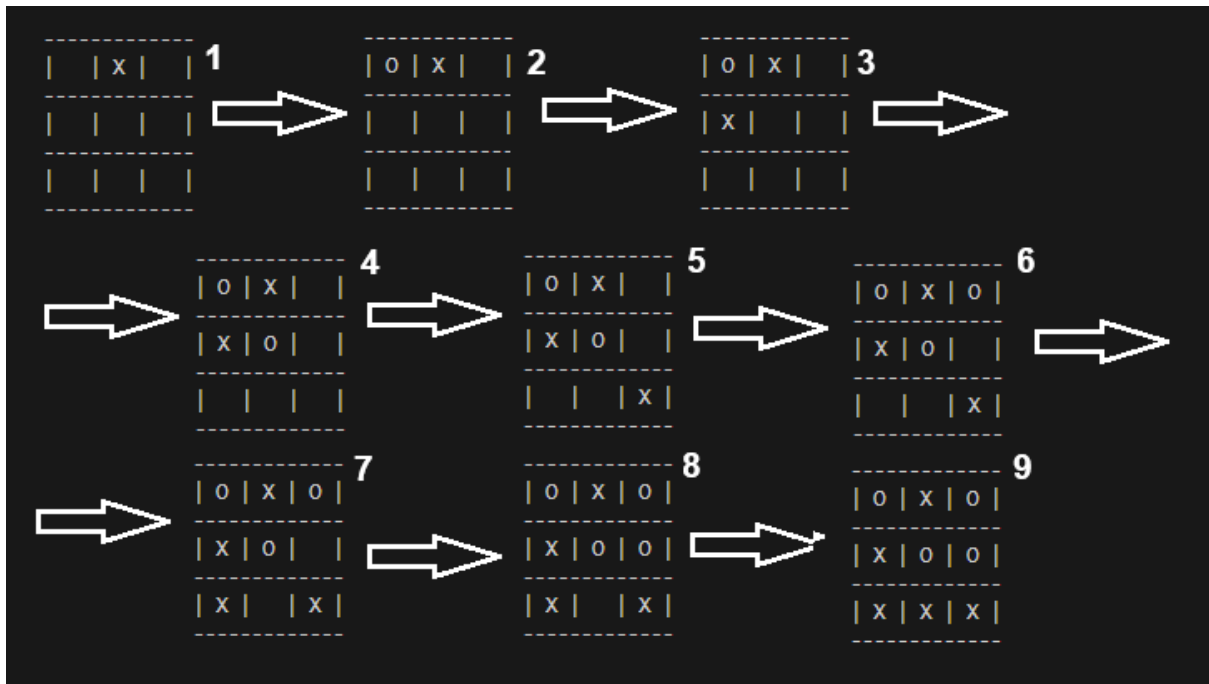 -------------
|   | X |   | 1
-------------
|   |   |   |
-------------
|   |   |   |
-------------
-------------
| O | X |   | 2
-------------
|   |   |   |
-------------
|   |   |   |
-------------
-------------
| O | X |   | 3
-------------
| X |   |   |
-------------
|   |   |   |
-------------
------------- 4
| O | X |   |
-------------
| X | O |   |
-------------
|   |   |   |
-------------
------------- 5
| O | X |   |
-------------
| X | O |   |
-------------
|   |   | X |
-------------
------------- 6
| O | X | O |
-------------
| X | O |   |
-------------
|   |   | X |
-------------
------------- 7
| O | X | O |
-------------
| X | O |   |
-------------
| X |   | X |
-------------
------------- 8
| O | X | O |
-------------
| X | O | O |
-------------
| X |   | X |
-------------
------------- 9
| O | X | O |
-------------
| X | O | O |
-------------
| X | X | X |
-------------